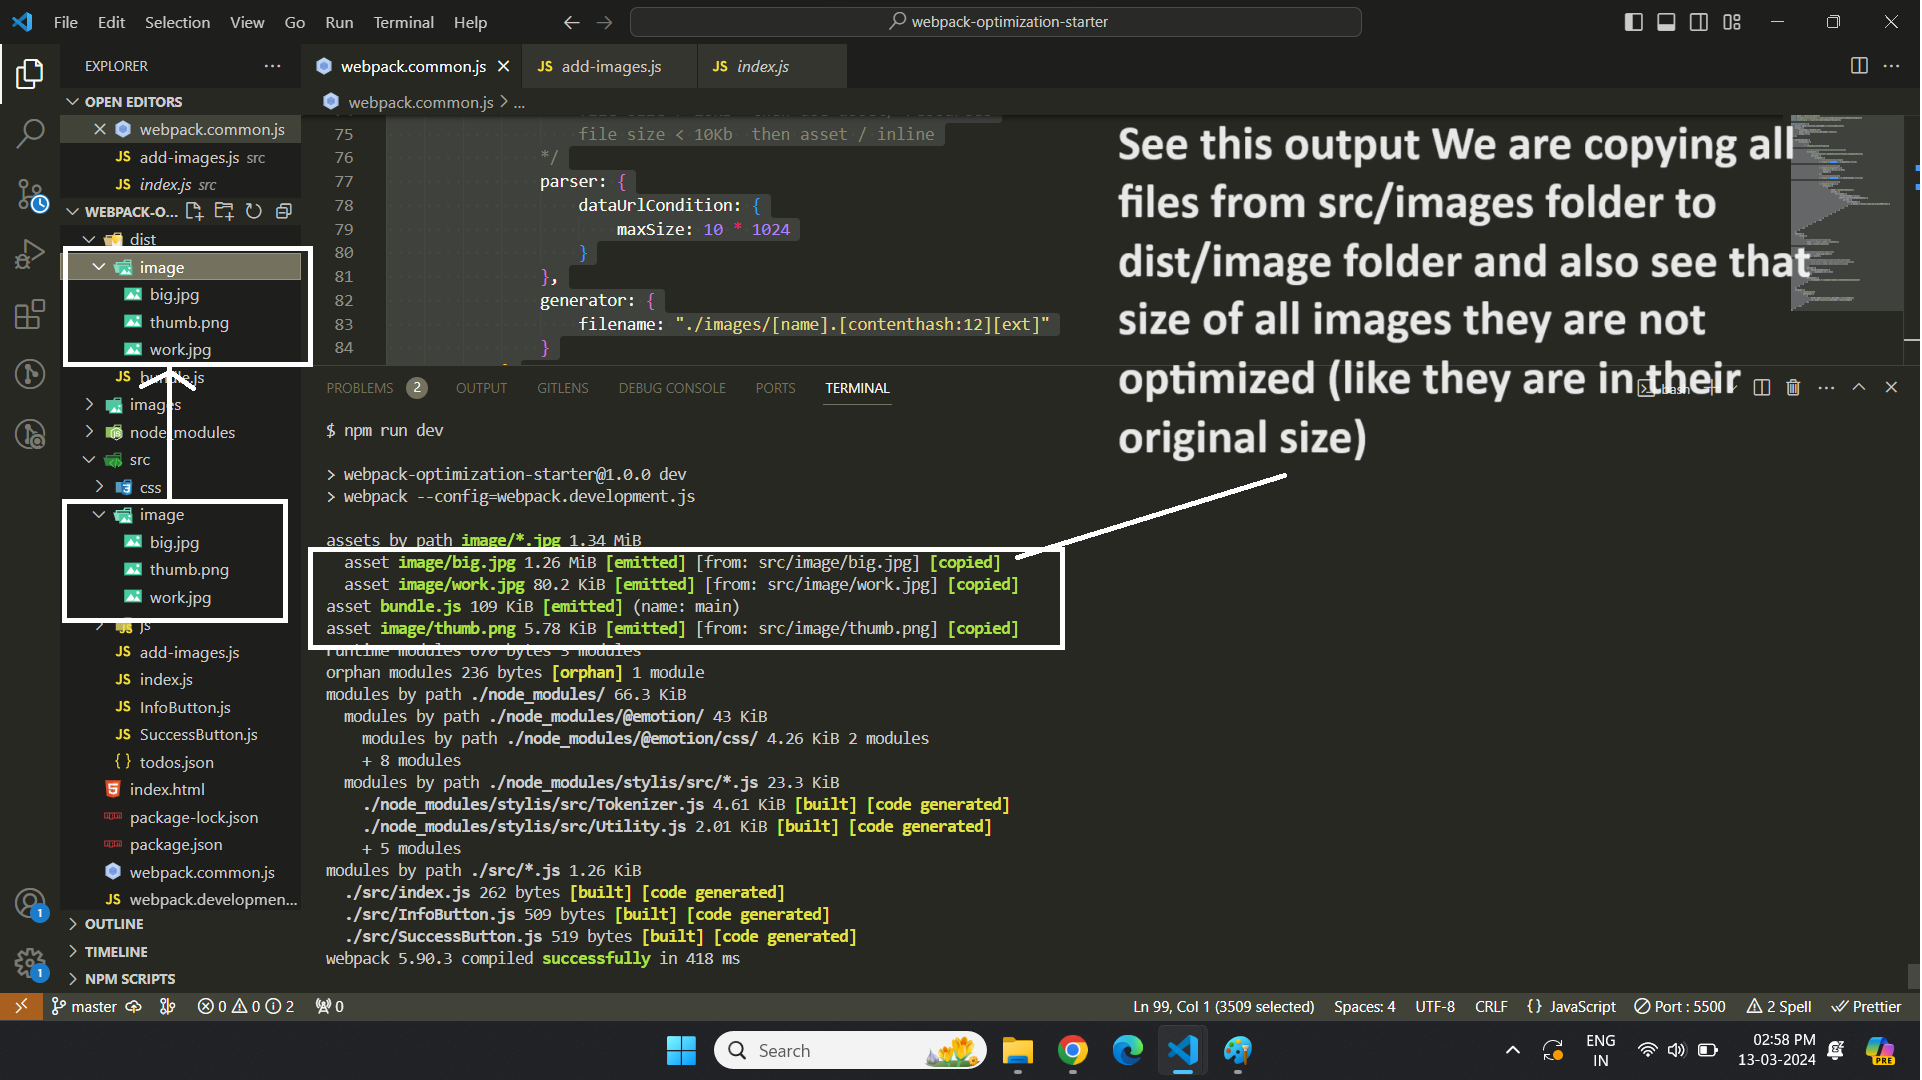 File Edit Selection View Go Run Terminal Help
webpack-optimization-starter
EXPLORER
webpack.common.js
JS add-images.js
JS index.js
OPEN EDITORS
webpack.common.js > ...
webpack.common.js
JS add-images.js src
JS index.js src
WEBPACK-O...
dist
image
big.jpg
thumb.png
work.jpg
JS bundle.js
images
node_modules
src
css
image
big.jpg
thumb.png
work.jpg
js
JS add-images.js
JS index.js
JS InfoButton.js
JS SuccessButton.js
{} todos.json
index.html
package-lock.json
package.json
webpack.common.js
JS webpack.developmen...
OUTLINE
TIMELINE
NPM SCRIPTS
75 file size < 10Kb then asset / inline
76 */
77 parser: {
78 dataUrlCondition: {
79 maxSize: 10 * 1024
80 }
81 },
82 generator: {
83 filename: "./images/[name].[contenthash:12][ext]"
84 }
See this output We are copying all
files from src/images folder to
dist/image folder and also see that
size of all images they are not
optimized (like they are in their
original size)
PROBLEMS 2 OUTPUT GITLENS DEBUG CONSOLE PORTS TERMINAL
bash
$ npm run dev
> webpack-optimization-starter@1.0.0 dev
> webpack --config=webpack.development.js
assets by path image/*.jpg 1.34 MiB
asset image/big.jpg 1.26 MiB [emitted] [from: src/image/big.jpg] [copied]
asset image/work.jpg 80.2 KiB [emitted] [from: src/image/work.jpg] [copied]
asset bundle.js 109 KiB [emitted] (name: main)
asset image/thumb.png 5.78 KiB [emitted] [from: src/image/thumb.png] [copied]
runtime modules 670 bytes 3 modules
orphan modules 236 bytes [orphan] 1 module
modules by path ./node_modules/ 66.3 KiB
modules by path ./node_modules/@emotion/ 43 KiB
modules by path ./node_modules/@emotion/css/ 4.26 KiB 2 modules
+ 8 modules
modules by path ./node_modules/stylis/src/*.js 23.3 KiB
./node_modules/stylis/src/Tokenizer.js 4.61 KiB [built] [code generated]
./node_modules/stylis/src/Utility.js 2.01 KiB [built] [code generated]
+ 5 modules
modules by path ./src/*.js 1.26 KiB
./src/index.js 262 bytes [built] [code generated]
./src/InfoButton.js 509 bytes [built] [code generated]
./src/SuccessButton.js 519 bytes [built] [code generated]
webpack 5.90.3 compiled successfully in 418 ms
1
1
master 0 0 2 0
Ln 99, Col 1 (3509 selected) Spaces: 4 UTF-8 CRLF {} JavaScript Port : 5500 2 Spell Prettier
Search
ENG
IN
02:58 PM
13-03-2024
PRE